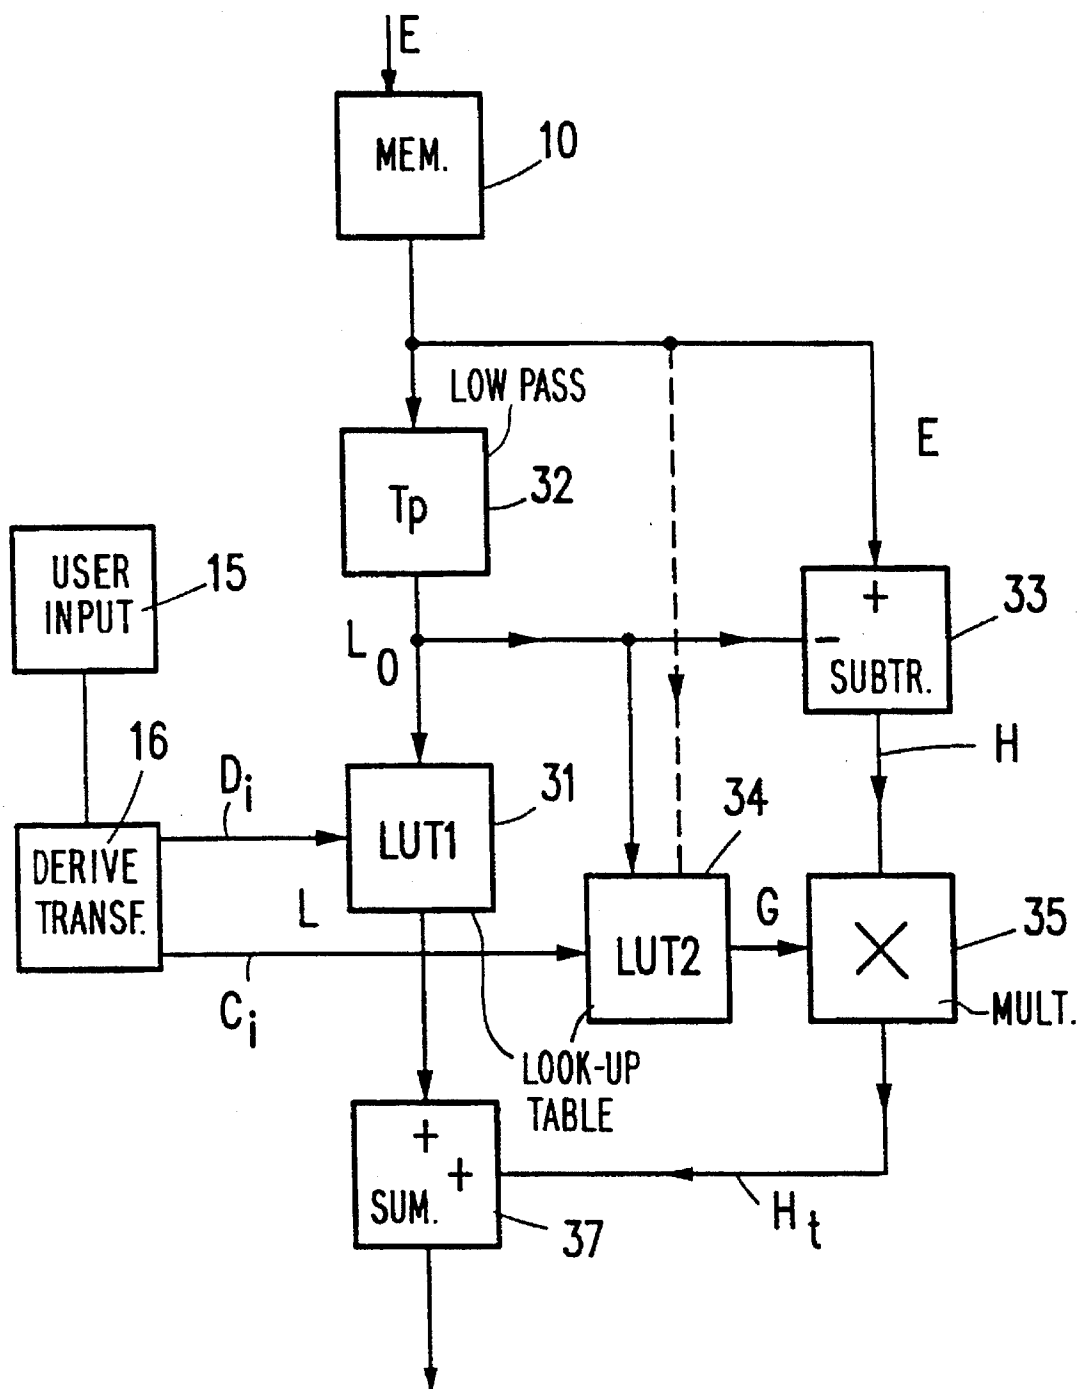 E
MEM.
10
LOW PASS
Tp
32
E
USER
INPUT
15
+
33
−
SUBTR.
L0
H
16
Di
31
34
LUT1
DERIVE
TRANSF.
L
G
35
LUT2
×
Ci
MULT.
LOOK-UP
TABLE
+
+
SUM.
37
Ht